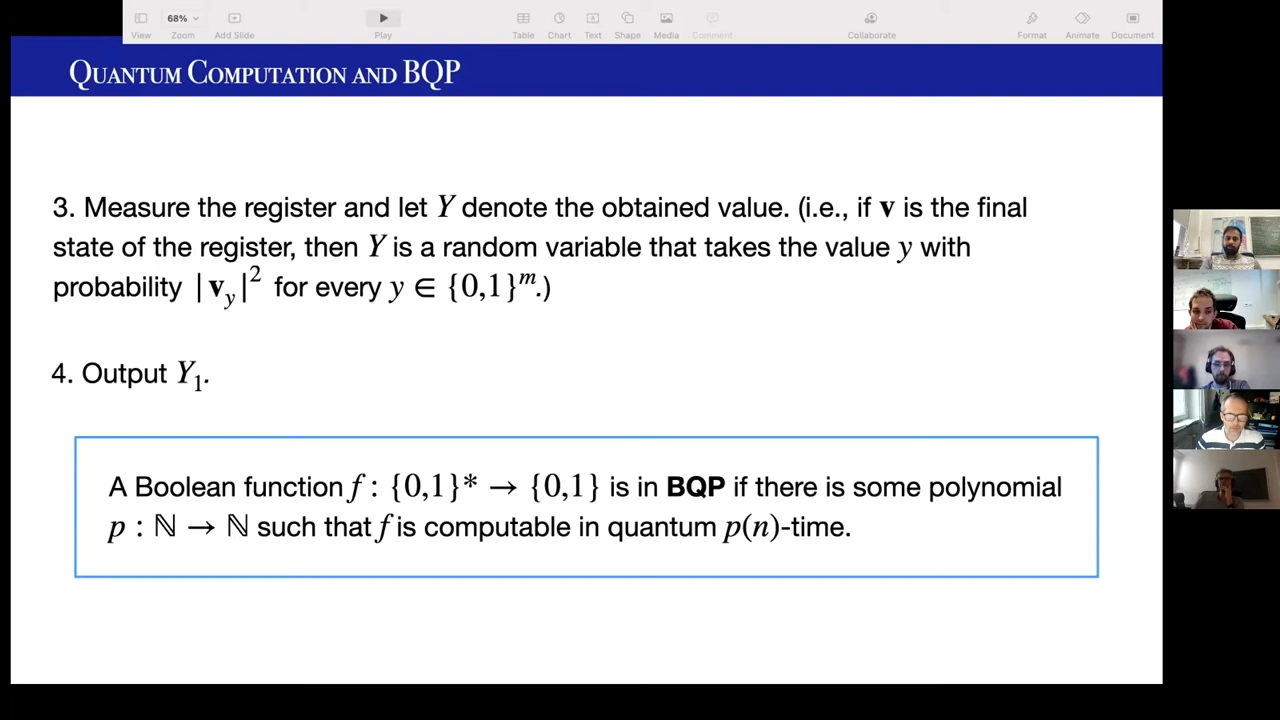 68%
View Zoom Add Slide Play Table Chart Text Shape Media Comment Collaborate Format Animate Document
QUANTUM COMPUTATION AND BQP
3. Measure the register and let Y denote the obtained value. (i.e., if v is the final
state of the register, then Y is a random variable that takes the value y with
probability |v_y|² for every y ∈ {0,1}^m.)
4. Output Y₁.
A Boolean function f : {0,1}* → {0,1} is in BQP if there is some polynomial
p : ℕ → ℕ such that f is computable in quantum p(n)-time.